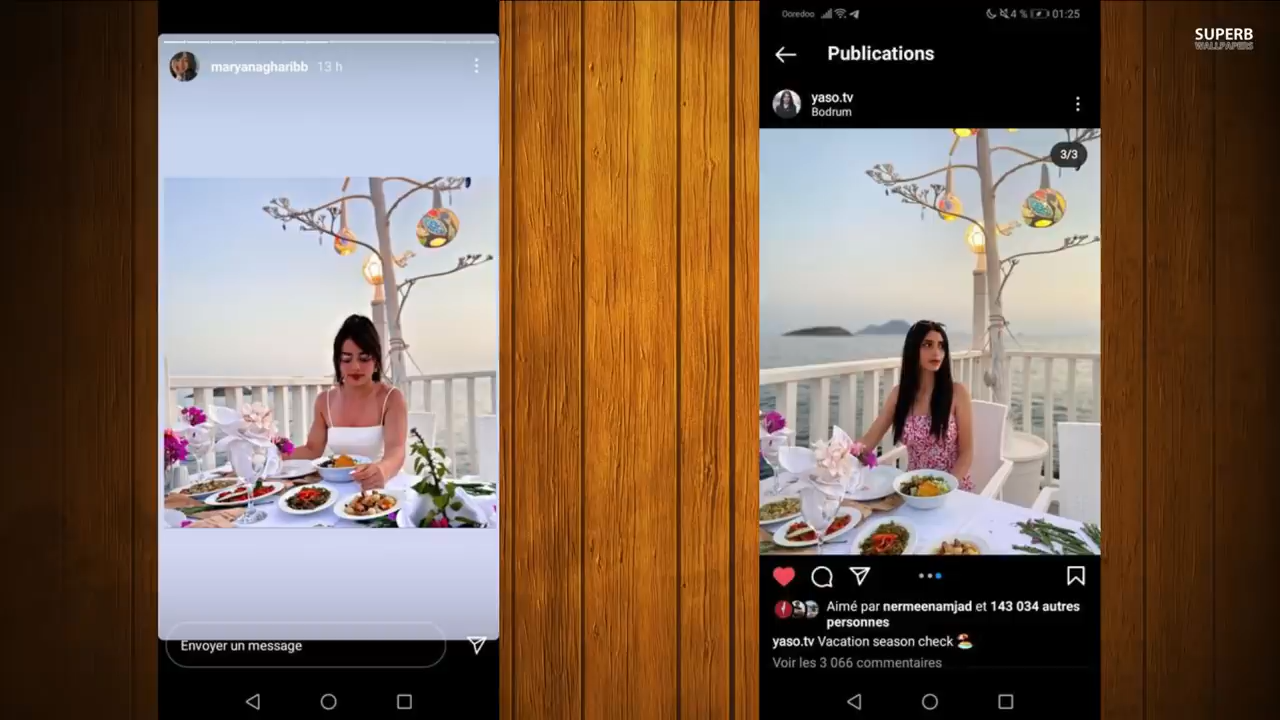 maryanagharibb 13 h
Envoyer un message
Ooredoo
4 % 01:25
Publications
yaso.tv
Bodrum
3/3
Aimé par nermeenamjad et 143 034 autres
personnes
yaso.tv Vacation season check 🏖️
Voir les 3 066 commentaires
SUPERB
WALLPAPERS